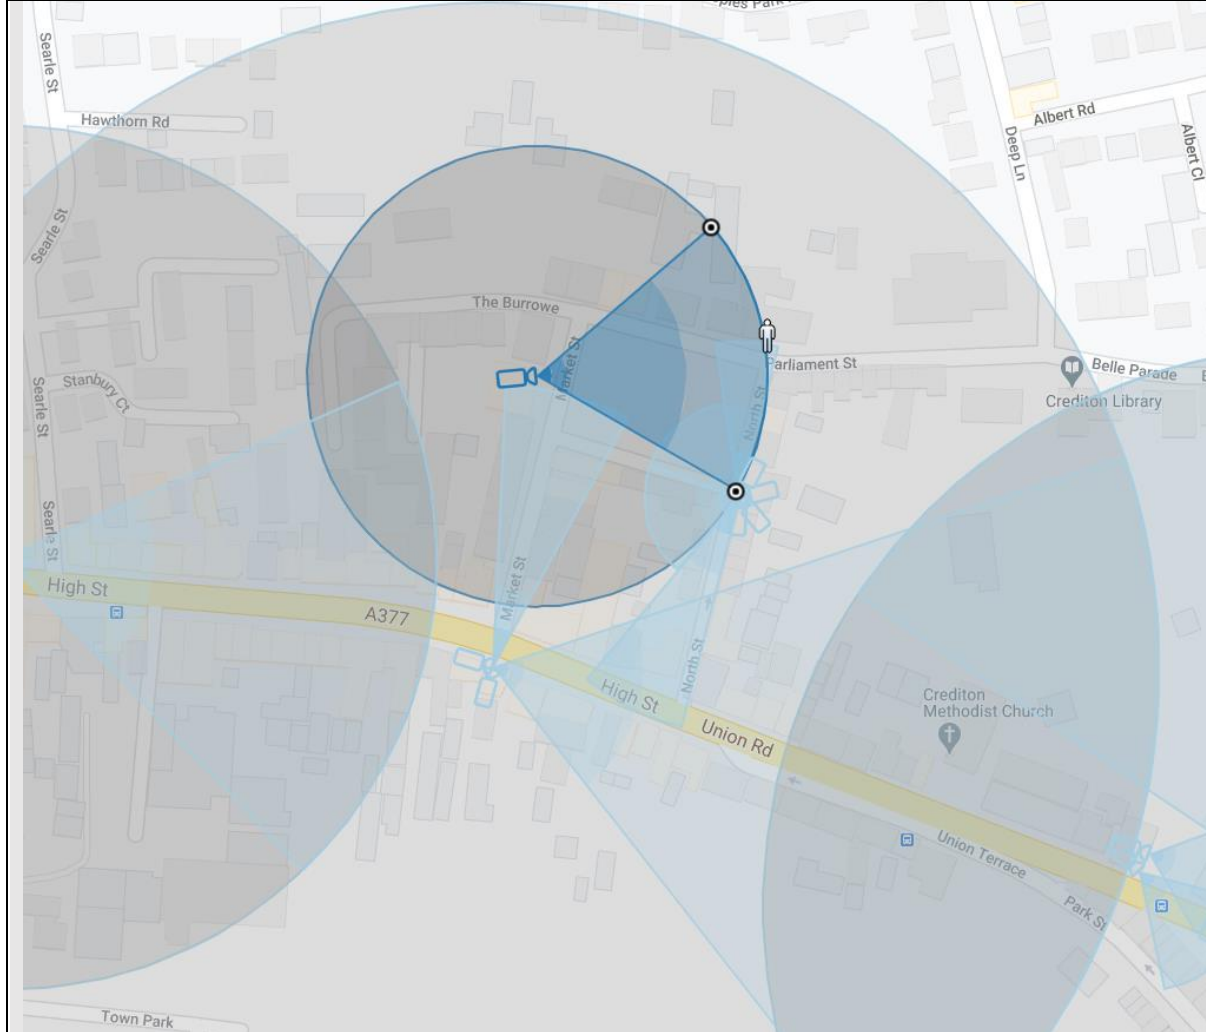 ples Park
Searle St
Hawthorn Rd
Albert Rd
Deep Ln
Albert Cl
Searle St
The Burrowe
Market St
Parliament St
Belle Parade
Stanbury Ct
Searle St
Crediton Library
North St
Searle St
High St
A377
Market St
North St
High St
Union Rd
Crediton
Methodist Church
Union Terrace
Park St
Town Park